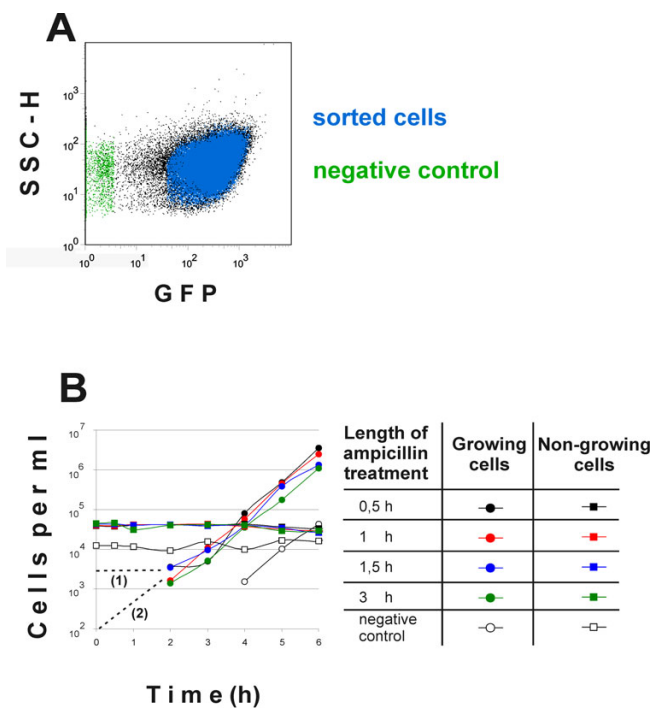 A
SSC-H
10³
10²
10¹
10⁰
10⁰ 10¹ 10² 10³
GFP
sorted cells
negative control
B
Cells per ml
10⁷
10⁶
10⁵
10⁴
10³
10²
(1)
(2)
0 1 2 3 4 5 6
Time (h)
Length of
ampicillin
treatment
Growing
cells
Non-growing
cells
0,5 h
1 h
1,5 h
3 h
negative
control